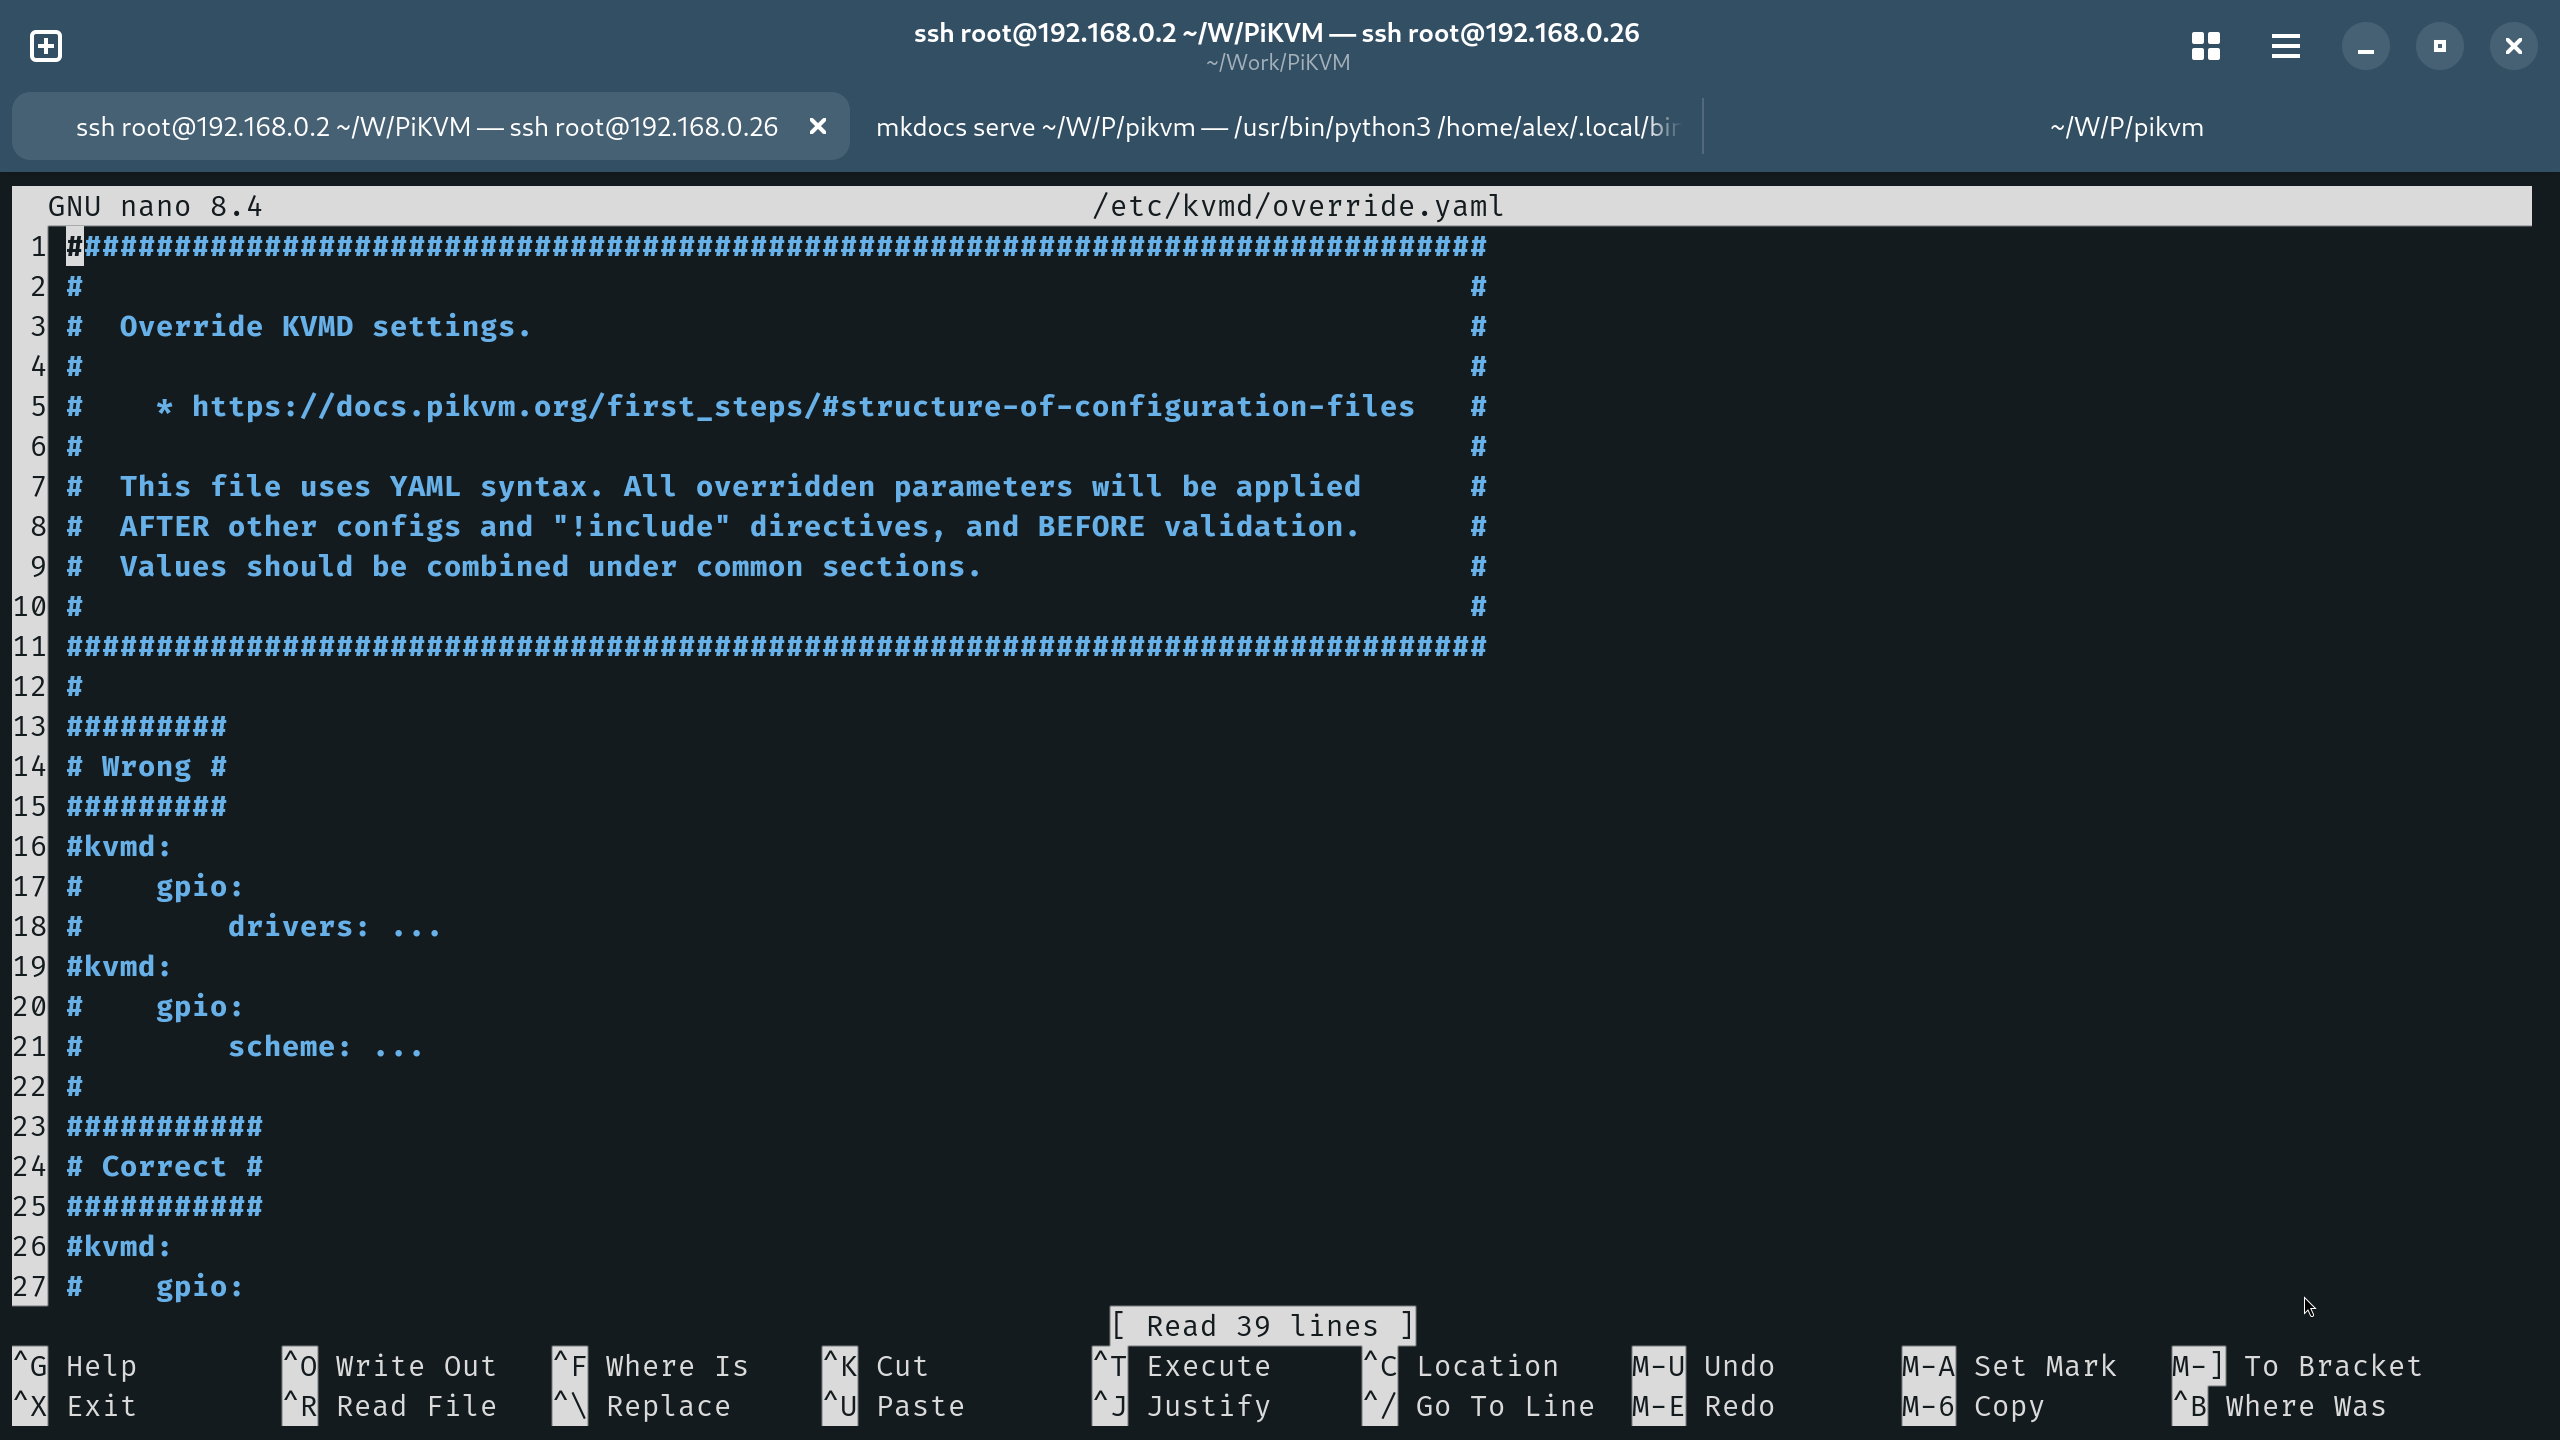 ssh root@192.168.0.2 ~/W/PiKVM — ssh root@192.168.0.26
~/Work/PiKVM
ssh root@192.168.0.2 ~/W/PiKVM — ssh root@192.168.0.26
mkdocs serve ~/W/P/pikvm — /usr/bin/python3 /home/alex/.local/bin
~/W/P/pikvm
GNU nano 8.4 /etc/kvmd/override.yaml
1 ###############################################################################
2 # #
3 #  Override KVMD settings. #
4 # #
5 #    * https://docs.pikvm.org/first_steps/#structure-of-configuration-files   #
6 # #
7 #  This file uses YAML syntax. All overridden parameters will be applied      #
8 #  AFTER other configs and "!include" directives, and BEFORE validation.      #
9 #  Values should be combined under common sections. #
10 # #
11 ###############################################################################
12 #
13 #########
14 # Wrong #
15 #########
16 #kvmd:
17 #    gpio:
18 #        drivers: ...
19 #kvmd:
20 #    gpio:
21 #        scheme: ...
22 #
23 ###########
24 # Correct #
25 ###########
26 #kvmd:
27 #    gpio:
[ Read 39 lines ]
^G Help ^O Write Out ^F Where Is ^K Cut ^T Execute ^C Location M-U Undo M-A Set Mark M-] To Bracket
^X Exit ^R Read File ^\ Replace ^U Paste ^J Justify ^/ Go To Line M-E Redo M-6 Copy ^B Where Was